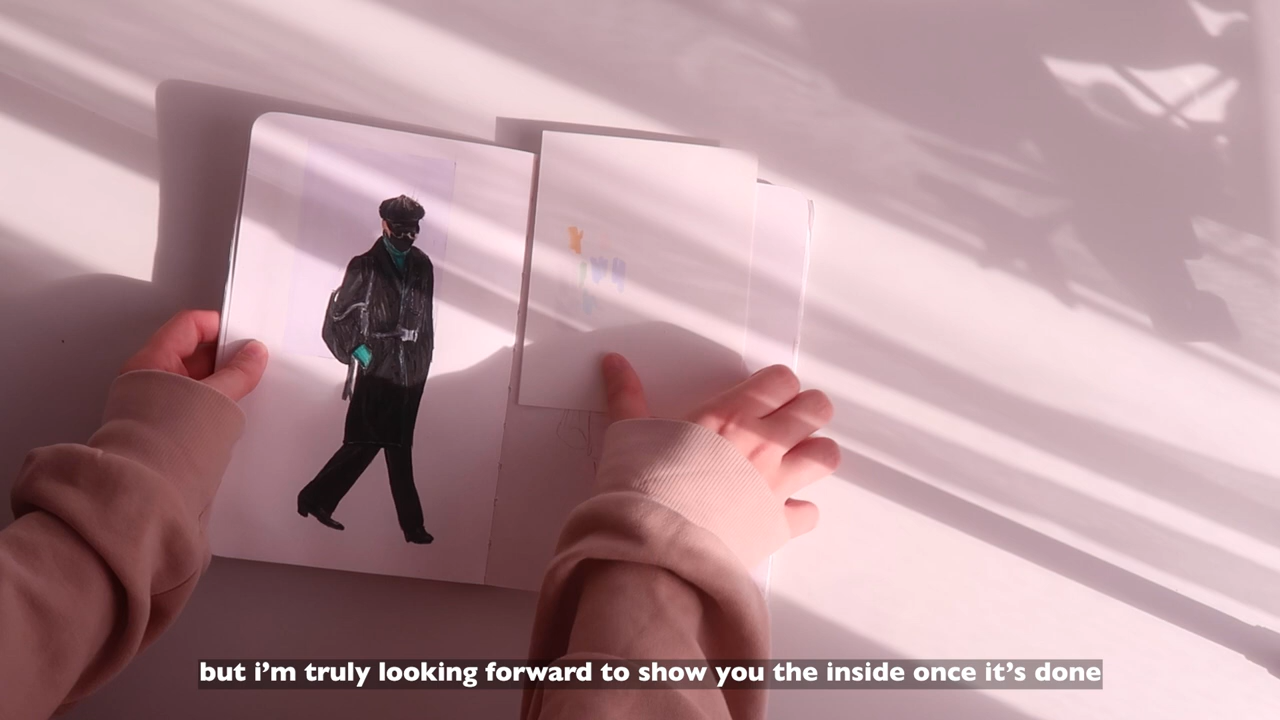 but i’m truly looking forward to show you the inside once it’s done